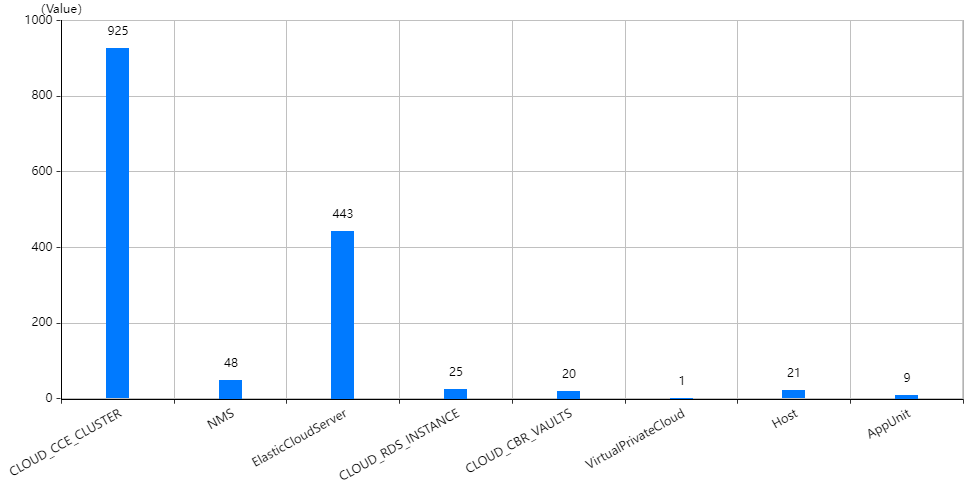 (Value)
1000
800
600
400
200
0
925
48
443
25
20
1
21
9
CLOUD_CCE_CLUSTER
NMS
ElasticCloudServer
CLOUD_RDS_INSTANCE
CLOUD_CBR_VAULTS
VirtualPrivateCloud
Host
AppUnit